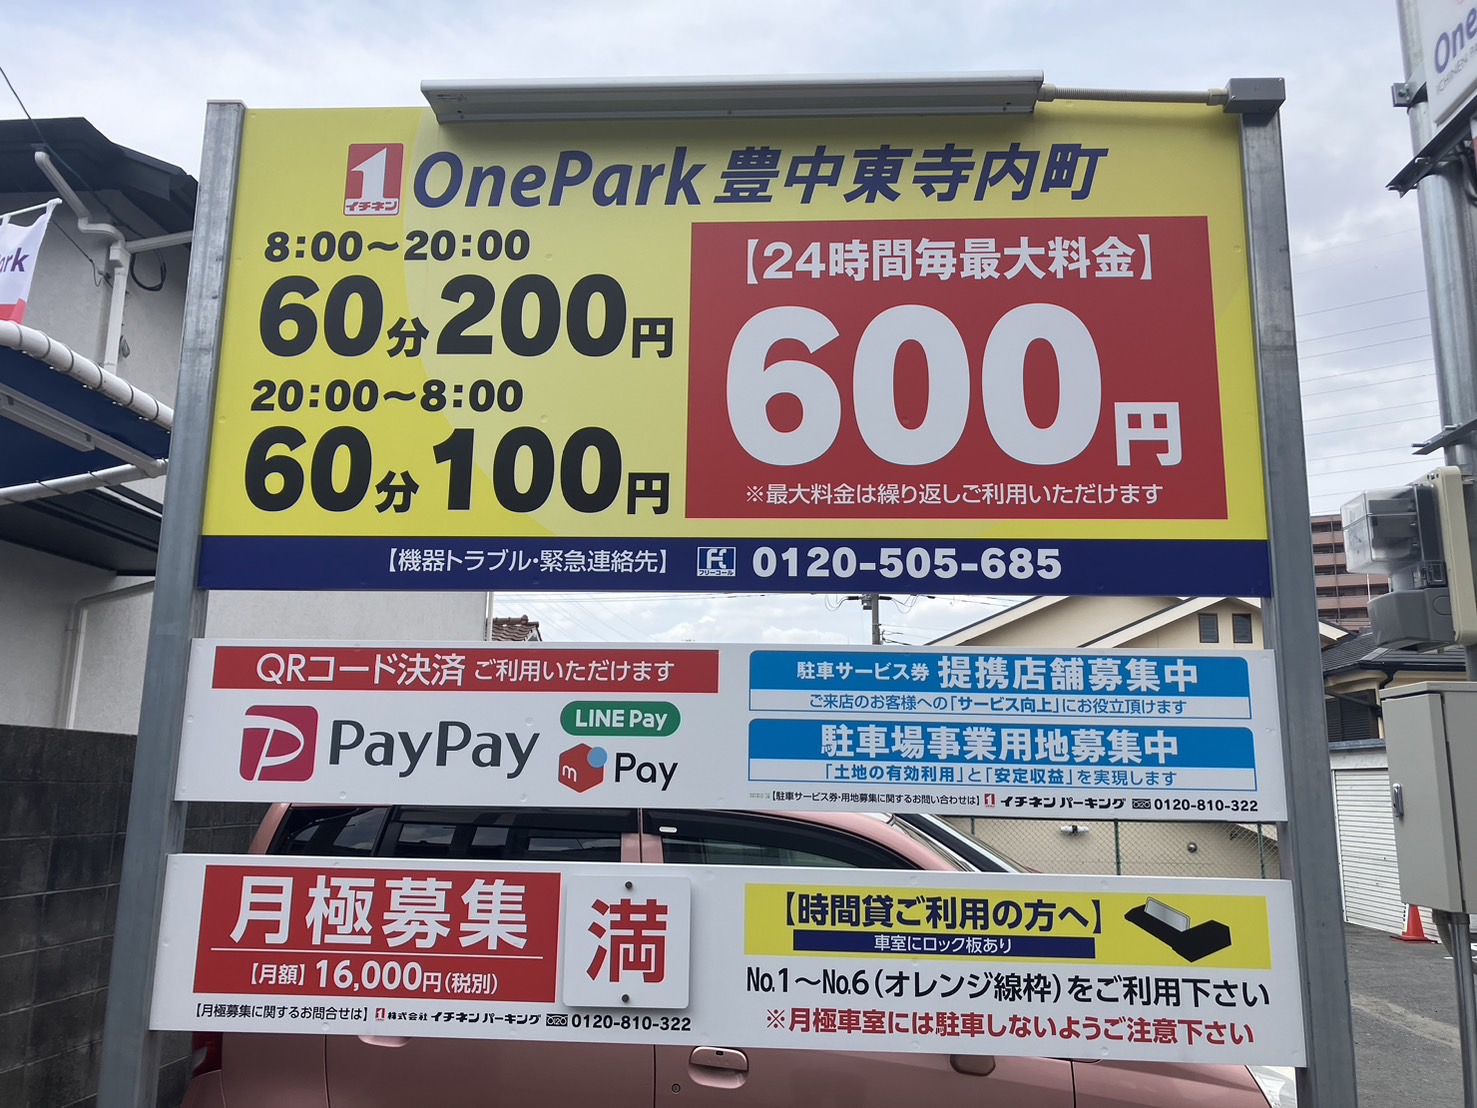 1 イチネン OnePark 豊中東寺内町
8:00～20:00
60分200円
20:00～8:00
60分100円
【24時間毎最大料金】
600円
※最大料金は繰り返しご利用いただけます
【機器トラブル・緊急連絡先】 フリーコール 0120-505-685
QRコード決済 ご利用いただけます
PayPay
LINE Pay
m Pay
駐車サービス券 提携店舗募集中
ご来店のお客様への「サービス向上」にお役立頂けます
駐車場事業用地募集中
「土地の有効利用」と「安定収益」を実現します
【駐車サービス券・用地募集に関するお問い合わせは】 1 イチネン パーキング 0120-810-322
月極募集
【月額】16,000円(税別)
満
【月極募集に関するお問合せは】 1 株式会社 イチネン パーキング 0120-810-322
【時間貸ご利用の方へ】
車室にロック板あり
No.1～No.6(オレンジ線枠)をご利用下さい
※月極車室には駐車しないようご注意下さい
ark
One